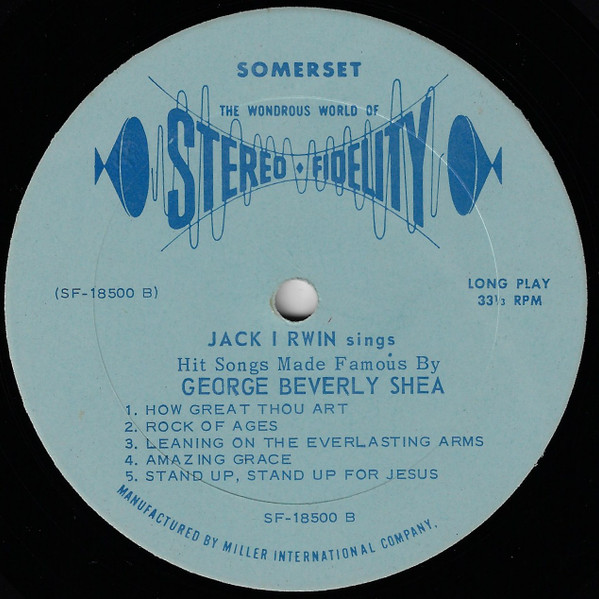 SOMERSET
THE WONDROUS WORLD OF
STEREO • FIDELITY
(SF-18500 B)
LONG PLAY
33⅓ RPM
JACK I RWIN sings
Hit Songs Made Famous By
GEORGE BEVERLY SHEA
1. HOW GREAT THOU ART
2. ROCK OF AGES
3. LEANING ON THE EVERLASTING ARMS
4. AMAZING GRACE
5. STAND UP, STAND UP FOR JESUS
SF-18500 B
MANUFACTURED BY MILLER INTERNATIONAL COMPANY.